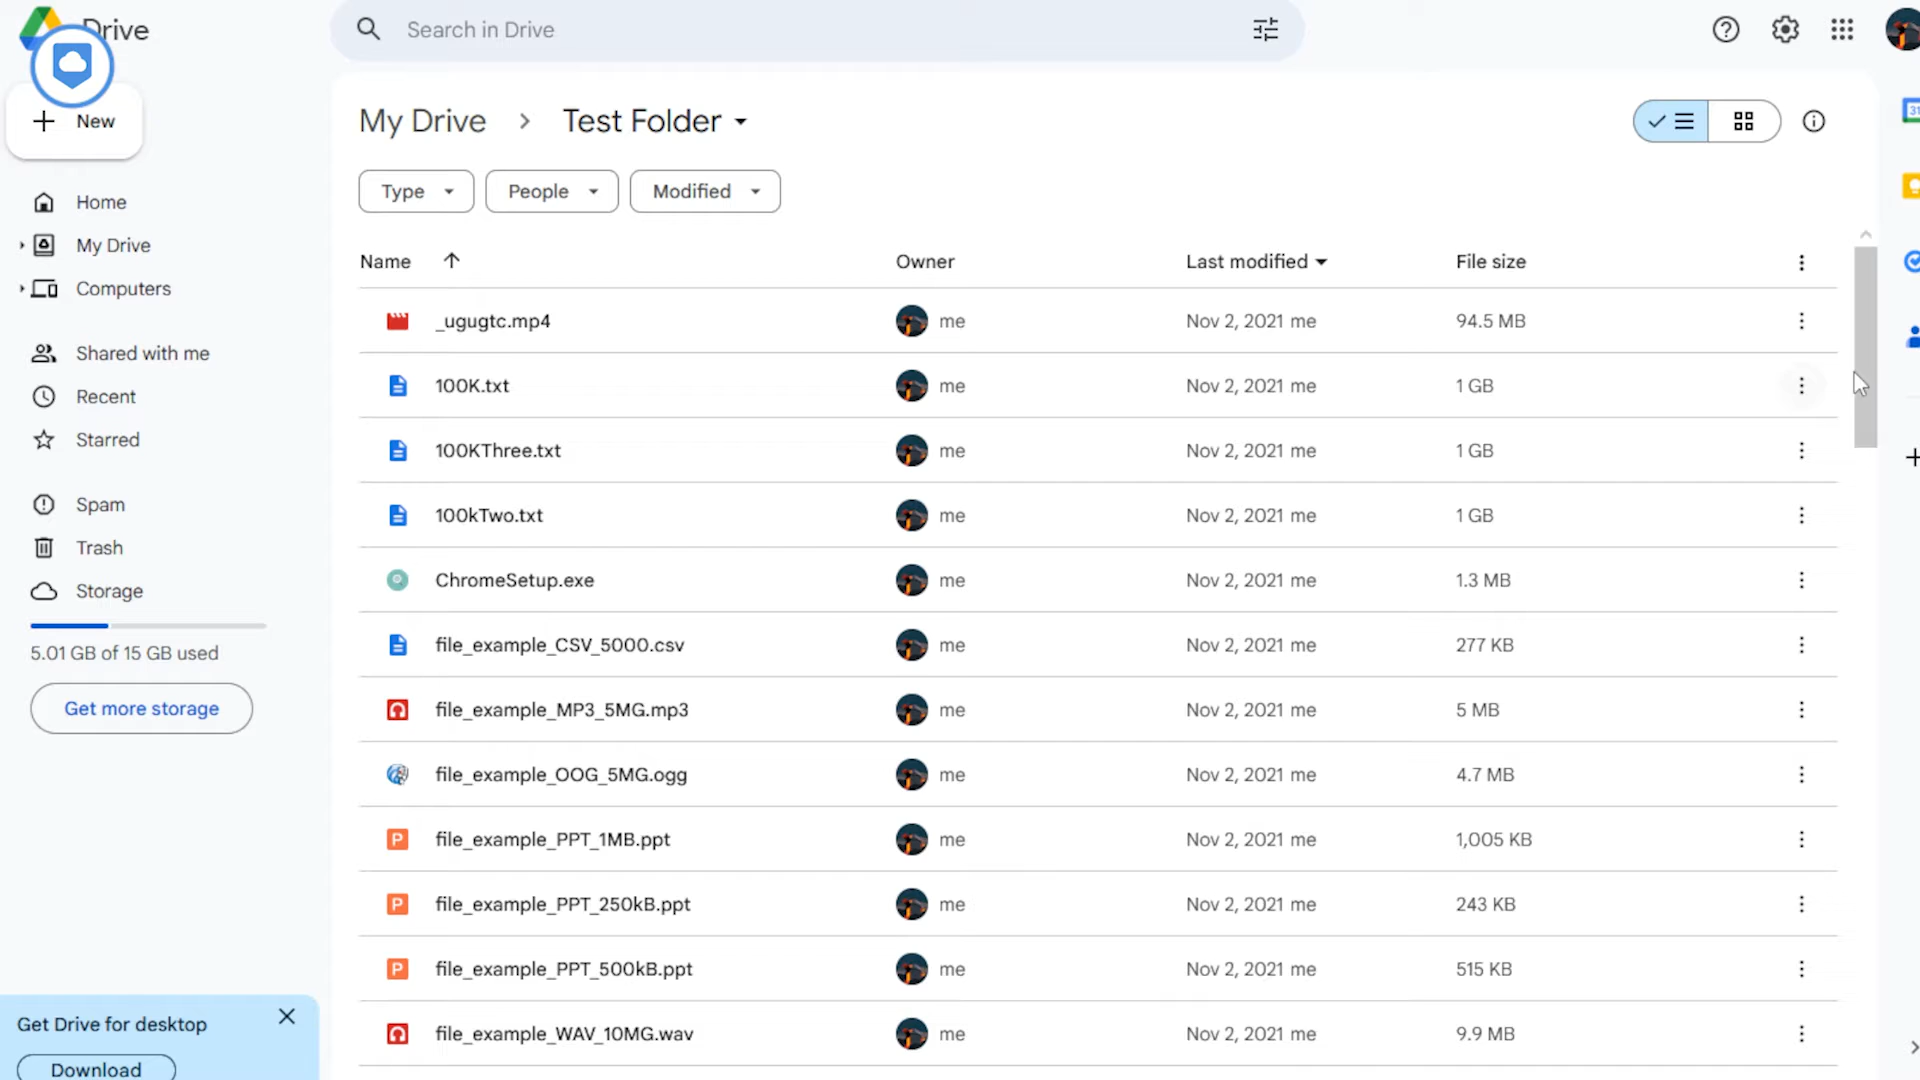 Drive
Search in Drive
New
Home
My Drive
Computers
Shared with me
Recent
Starred
Spam
Trash
Storage
5.01 GB of 15 GB used
Get more storage
Get Drive for desktop
Download
My Drive > Test Folder
Type People Modified
Name Owner Last modified File size
_ugugtc.mp4 me Nov 2, 2021 me 94.5 MB
100K.txt me Nov 2, 2021 me 1 GB
100KThree.txt me Nov 2, 2021 me 1 GB
100kTwo.txt me Nov 2, 2021 me 1 GB
ChromeSetup.exe me Nov 2, 2021 me 1.3 MB
file_example_CSV_5000.csv me Nov 2, 2021 me 277 KB
file_example_MP3_5MG.mp3 me Nov 2, 2021 me 5 MB
file_example_OOG_5MG.ogg me Nov 2, 2021 me 4.7 MB
file_example_PPT_1MB.ppt me Nov 2, 2021 me 1,005 KB
file_example_PPT_250kB.ppt me Nov 2, 2021 me 243 KB
file_example_PPT_500kB.ppt me Nov 2, 2021 me 515 KB
file_example_WAV_10MG.wav me Nov 2, 2021 me 9.9 MB
31